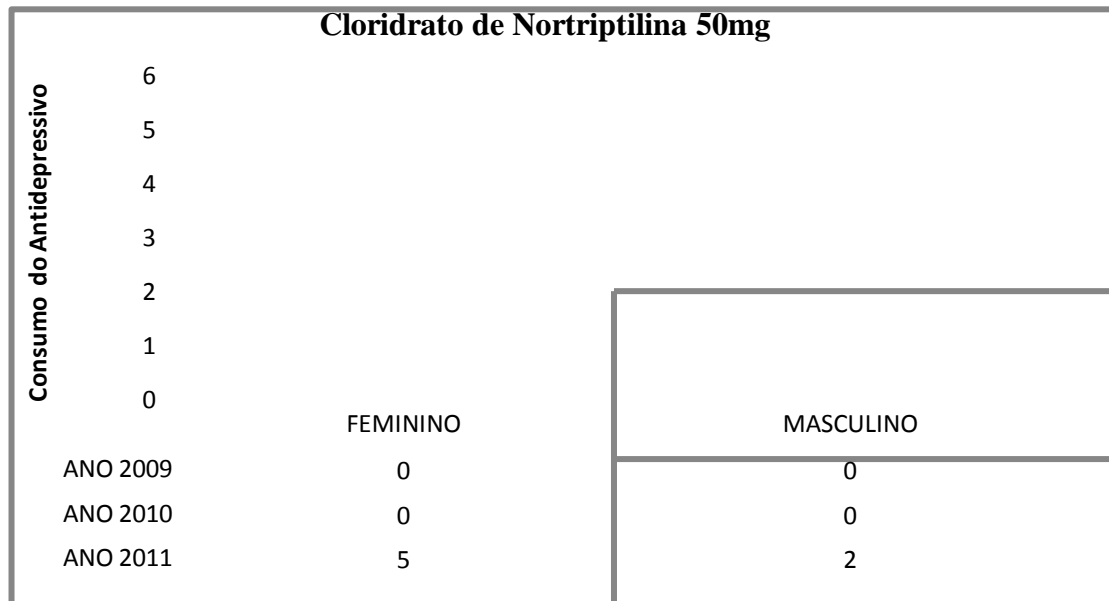 Cloridrato de Nortriptilina 50mg
Consumo do Antidepressivo
6
5
4
3
2
1
0
FEMININO MASCULINO
ANO 2009 0 0
ANO 2010 0 0
ANO 2011 5 2